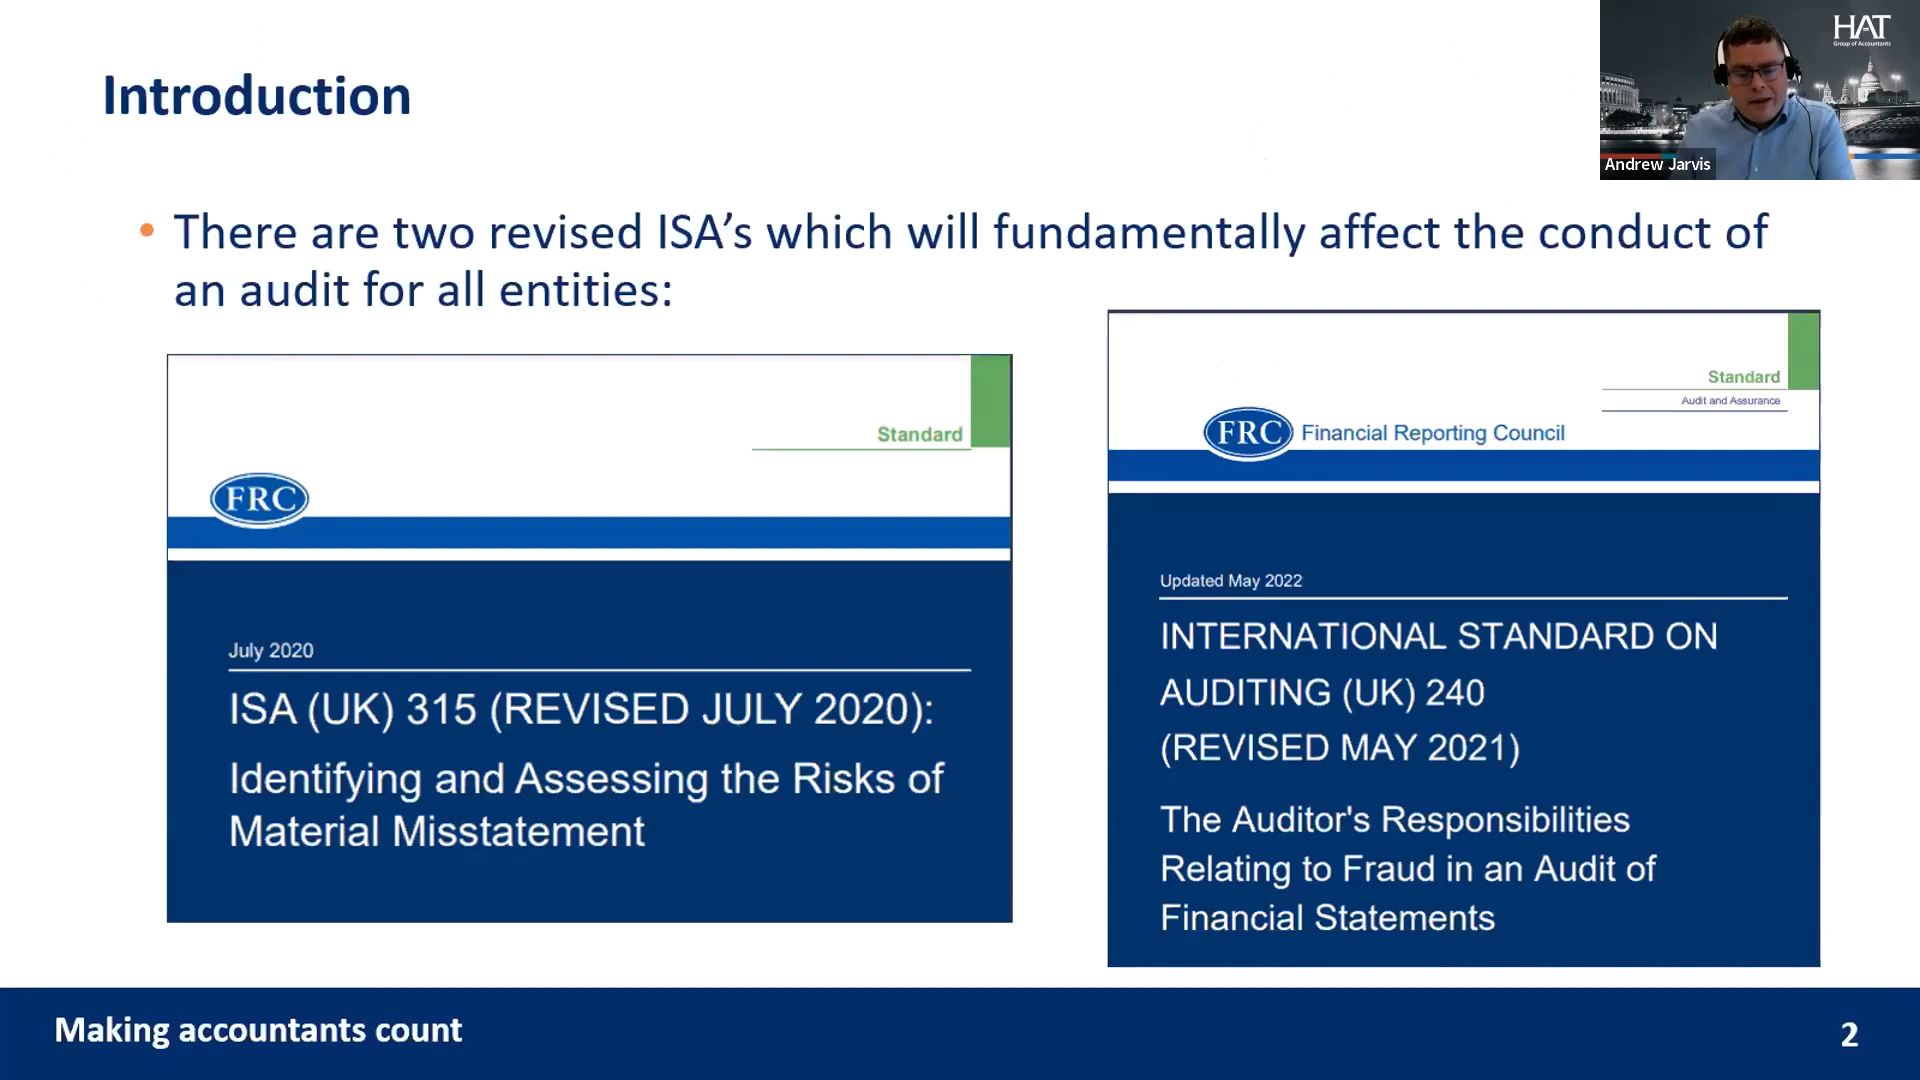 Introduction
HAT
Group of Accountants
Andrew Jarvis
• There are two revised ISA’s which will fundamentally affect the conduct of
an audit for all entities:
Standard
FRC
July 2020
ISA (UK) 315 (REVISED JULY 2020):
Identifying and Assessing the Risks of
Material Misstatement
Standard
Audit and Assurance
FRC Financial Reporting Council
Updated May 2022
INTERNATIONAL STANDARD ON
AUDITING (UK) 240
(REVISED MAY 2021)
The Auditor's Responsibilities
Relating to Fraud in an Audit of
Financial Statements
Making accountants count
2